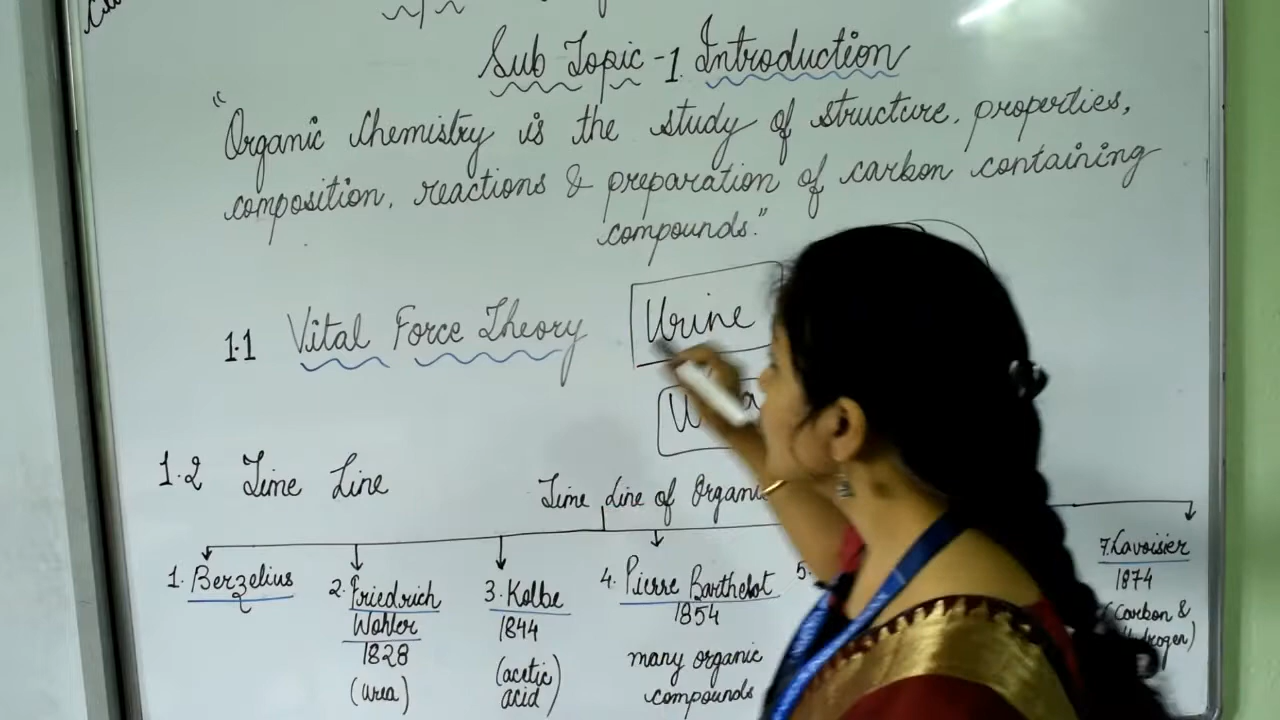 Sub Topic -1. Introduction
"Organic Chemistry is the study of structure, properties,
composition, reactions & preparation of carbon containing
compounds."
1.1 Vital Force Theory
Urine
1.2 Time Line
Time Line of Organi
1. Berzelius
2. Friedrich
Wohler
1828
(urea)
3. Kolbe
1844
(acetic
acid)
4. Pierre Barthelot
1854
many organic
compounds
5.
7. Lavoisier
1874
(Carbon &